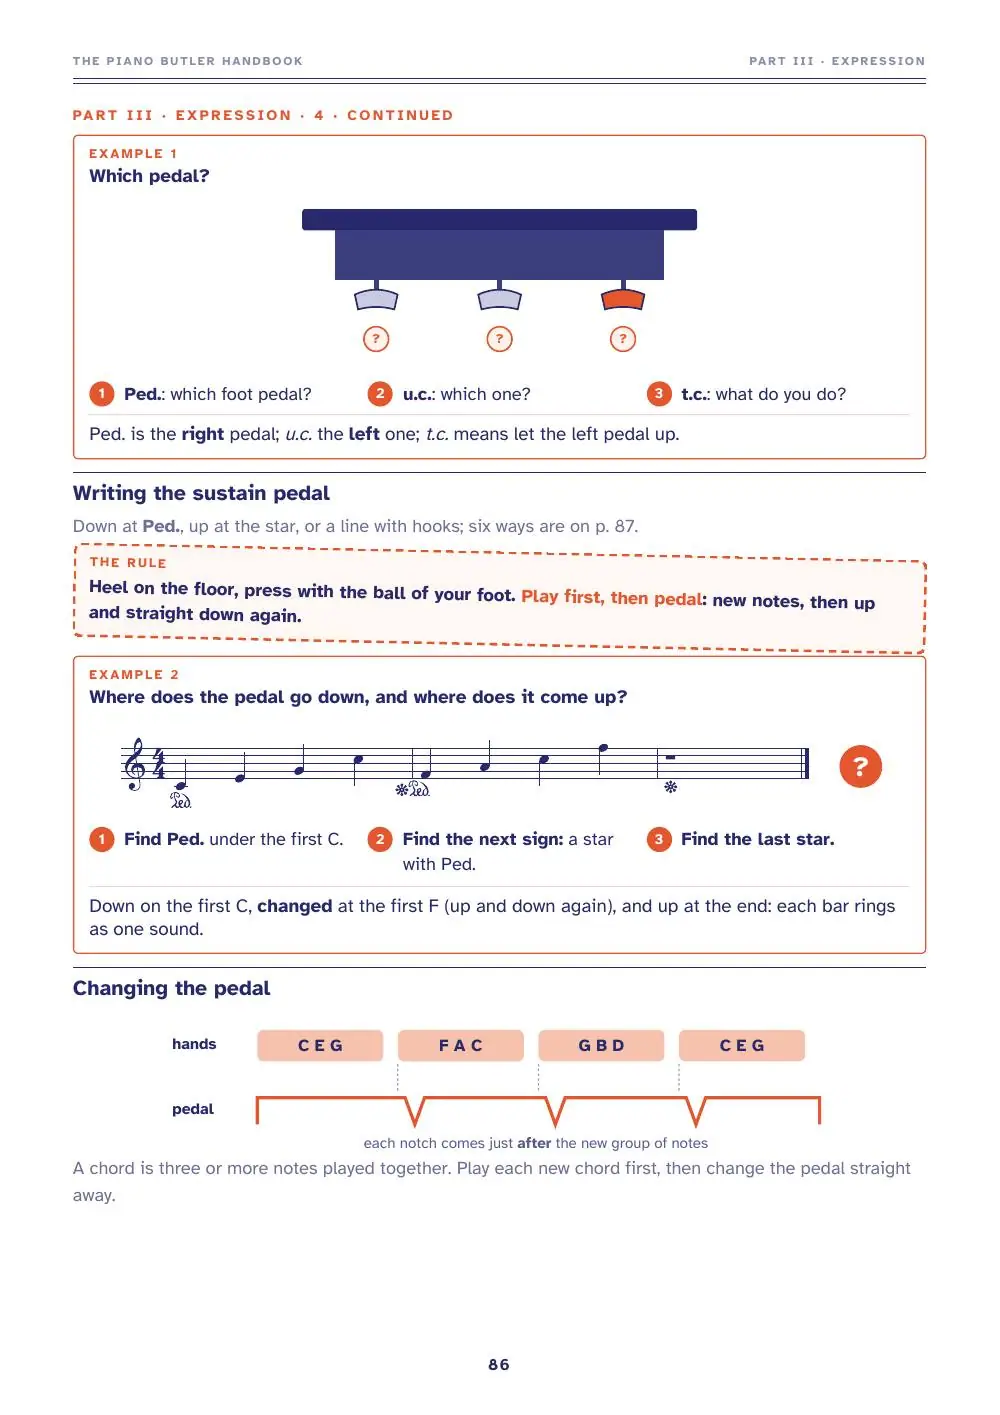 THE PIANO BUTLER HANDBOOK
PART III · EXPRESSION
PART III · EXPRESSION · 4 · CONTINUED
EXAMPLE 1
Which pedal?
? ? ?
1 Ped.: which foot pedal?
2 u.c.: which one?
3 t.c.: what do you do?
Ped. is the right pedal; u.c. the left one; t.c. means let the left pedal up.
Writing the sustain pedal
Down at Ped., up at the star, or a line with hooks; six ways are on p. 87.
THE RULE
Heel on the floor, press with the ball of your foot. Play first, then pedal: new notes, then up
and straight down again.
EXAMPLE 2
Where does the pedal go down, and where does it come up?
4
4
?
Ped. * Ped. *
1 Find Ped. under the first C.
2 Find the next sign: a star
with Ped.
3 Find the last star.
Down on the first C, changed at the first F (up and down again), and up at the end: each bar rings
as one sound.
Changing the pedal
hands C E G F A C G B D C E G
pedal
each notch comes just after the new group of notes
A chord is three or more notes played together. Play each new chord first, then change the pedal straight
away.
86